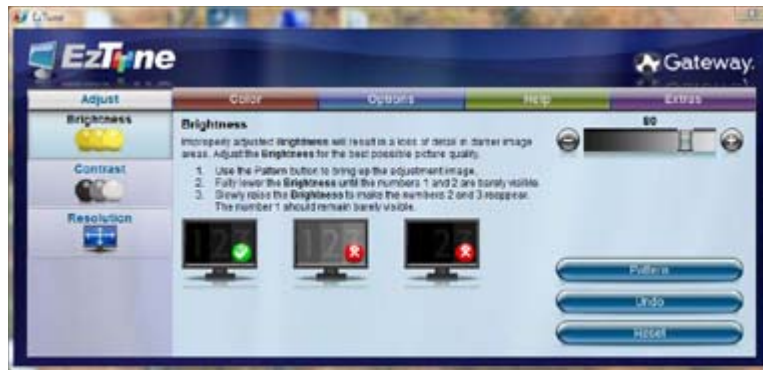 EzTune
EzTune
Gateway.
Adjust
Color
Options
Help
Extras
Brightness
Contrast
Resolution
Brightness
Improperly adjusted Brightness will result in a loss of detail in darker image
areas. Adjust the Brightness for the best possible picture quality.
1. Use the Pattern button to bring up the adjustment image.
2. Fully lower the Brightness until the numbers 1 and 2 are barely visible.
3. Slowly raise the Brightness to make the numbers 2 and 3 reappear.
The number 1 should remain barely visible.
80
123
123
123
Pattern
Undo
Reset